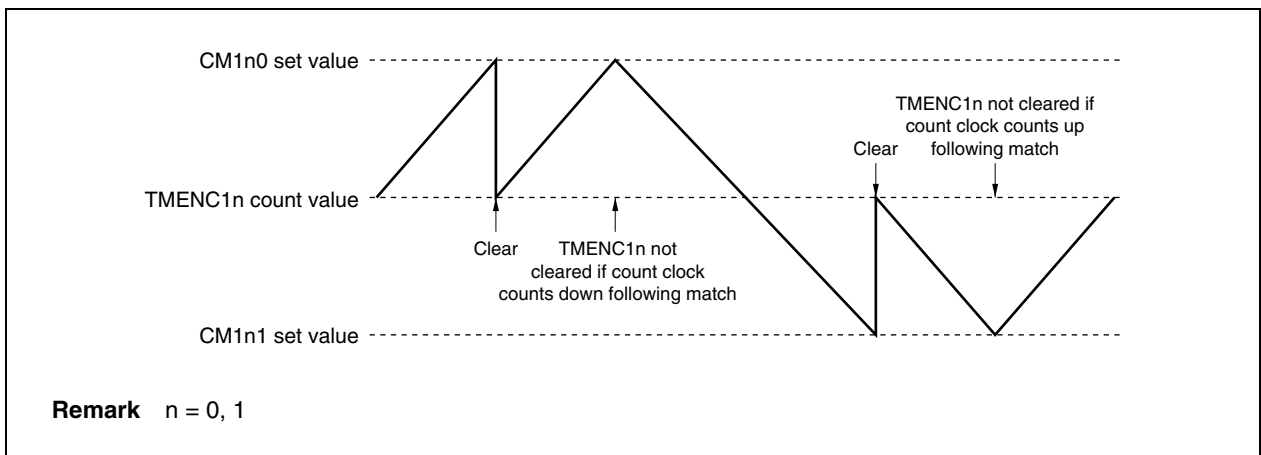 CM1n0 set value
TMENC1n not cleared if
count clock counts up
following match
Clear
TMENC1n count value
Clear
TMENC1n not
cleared if count clock
counts down following match
CM1n1 set value
Remark n = 0, 1